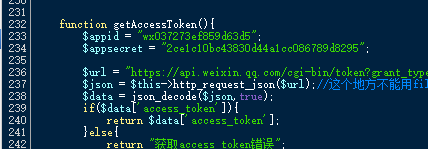 230
231
232 function getAccessToken(){
233 $appid = "wx037273ef859d63d5";
234 $appsecret = "2ce1c10bc43830d44a1cc086789d8295";
235
236 $url = "https://api.weixin.qq.com/cgi-bin/token?grant_type
237 $json = $this->http_request_json($url);//这个地方不能用fil
238 $data = json_decode($json,true);
239 if($data['access_token']){
240 return $data['access_token'];
241 }else{
242 return "获取access_token错误";